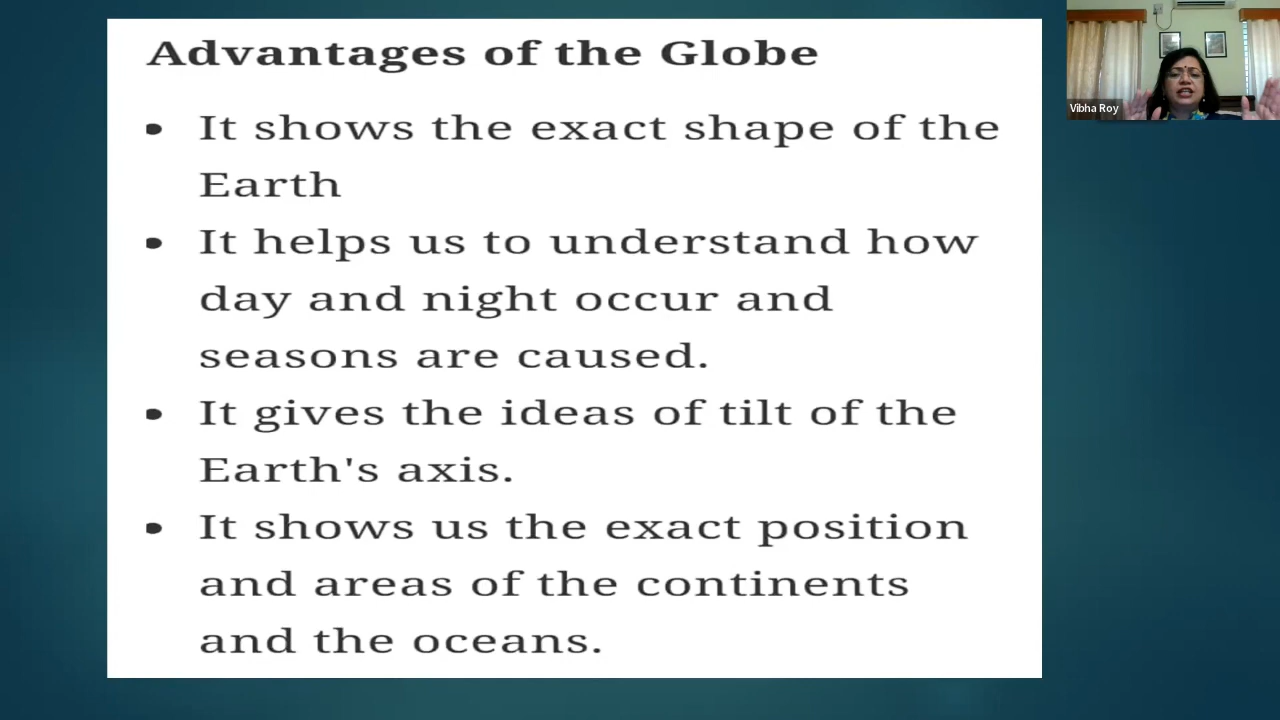 Advantages of the Globe
• It shows the exact shape of the
Earth
• It helps us to understand how
day and night occur and
seasons are caused.
• It gives the ideas of tilt of the
Earth's axis.
• It shows us the exact position
and areas of the continents
and the oceans.
Vibha Roy